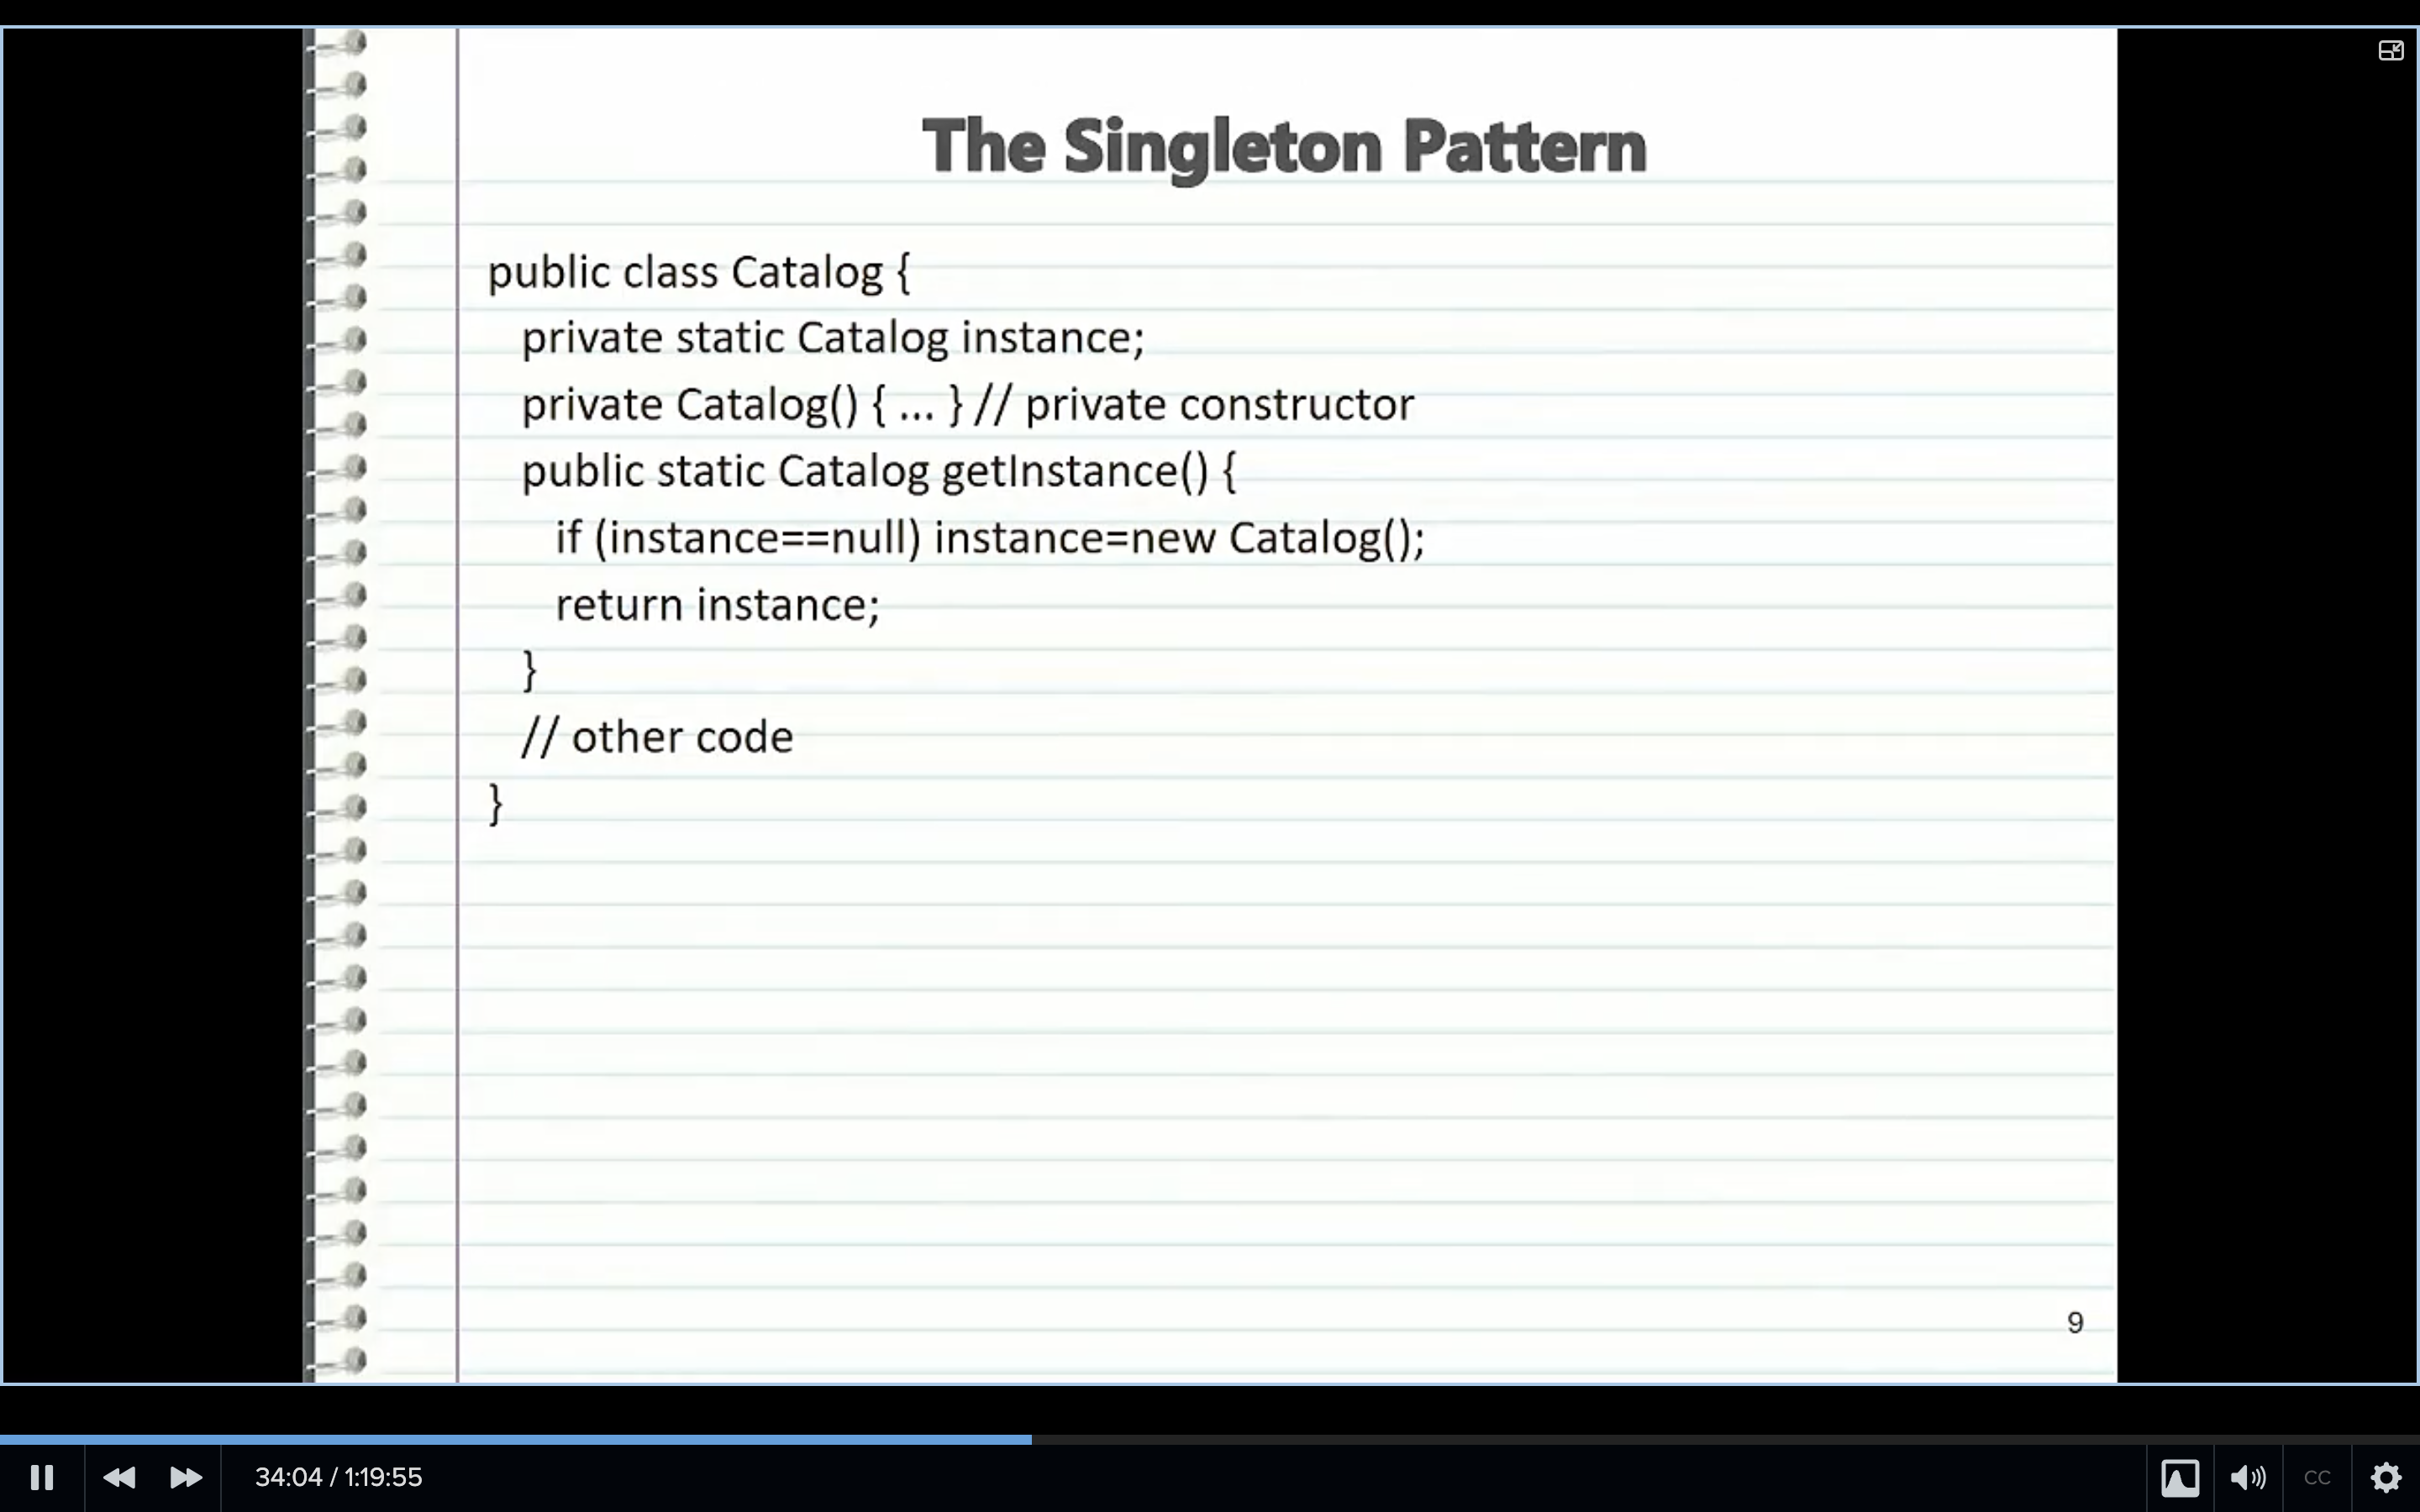 The Singleton Pattern
public class Catalog {
private static Catalog instance;
private Catalog() { ... } // private constructor
public static Catalog getInstance() {
if (instance==null) instance=new Catalog();
return instance;
}
// other code
}
9
34:04 / 1:19:55
CC